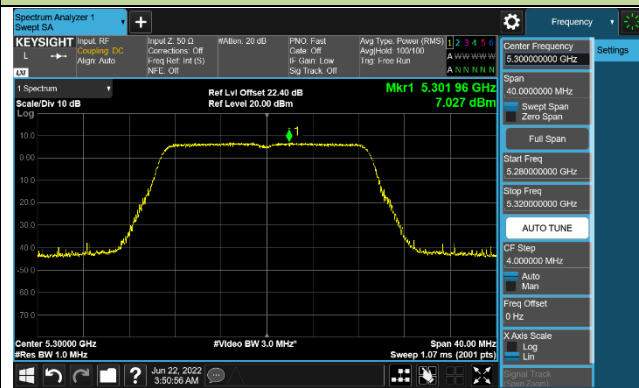 Spectrum Analyzer 1
Swept SA
Frequency
KEYSIGHT
Input: RF
Coupling: DC
Align: Auto
Input Z: 50 Ω
Corrections: Off
Freq Ref: Int (S)
NFE: Off
#Atten: 20 dB
PNO: Fast
Gate: Off
IF Gain: Low
Sig Track: Off
Avg Type: Power (RMS)
Avg|Hold: 100/100
Trig: Free Run
1 2 3 4 5 6
A W W W W W
A N N N N N
L
LXI
1 Spectrum
Scale/Div 10 dB
Log
Ref Lvl Offset 22.40 dB
Ref Level 20.00 dBm
Mkr1 5.301 96 GHz
7.027 dBm
10.0
0.00
-10.0
-20.0
-30.0
-40.0
-50.0
-60.0
-70.0
1
Center 5.30000 GHz
#Res BW 1.0 MHz
#Video BW 3.0 MHz*
Span 40.00 MHz
Sweep 1.07 ms (2001 pts)
Center Frequency
5.300000000 GHz
Settings
Span
40.0000000 MHz
Swept Span
Zero Span
Full Span
Start Freq
5.280000000 GHz
Stop Freq
5.320000000 GHz
AUTO TUNE
CF Step
4.000000 MHz
Auto
Man
Freq Offset
0 Hz
X Axis Scale
Log
Lin
Signal Track
(Span Zoom)
Jun 22, 2022
3:50:56 AM